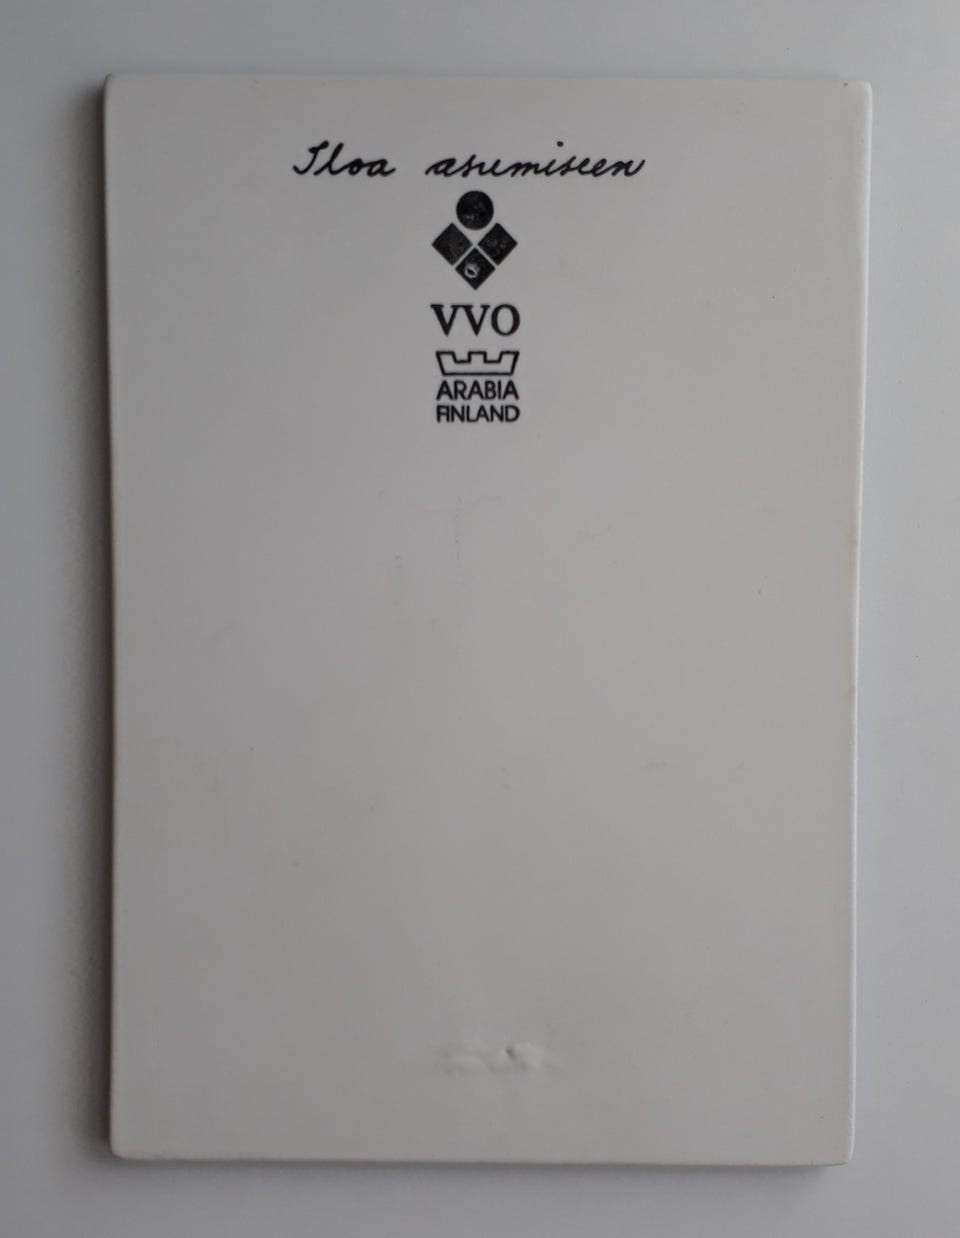 Iloa asumiseen
VVO
ARABIA
FINLAND